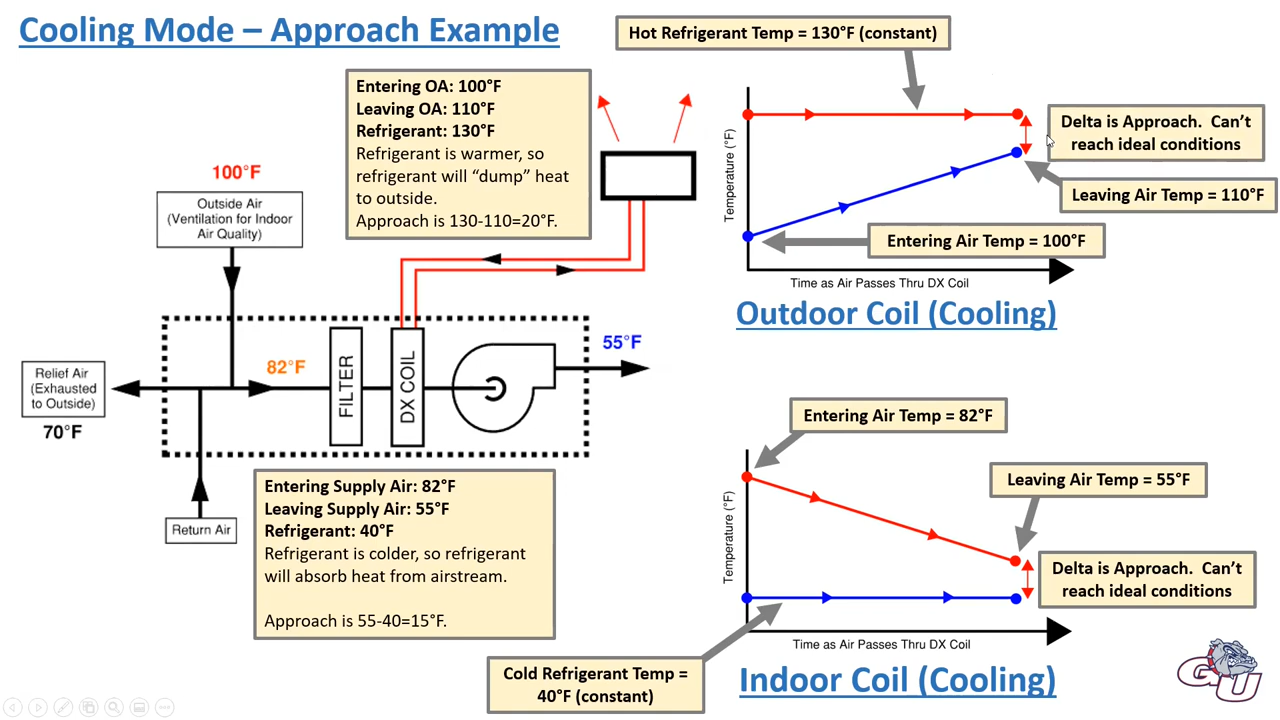 Cooling Mode – Approach Example
Hot Refrigerant Temp = 130°F (constant)
Entering OA: 100°F
Leaving OA: 110°F
Refrigerant: 130°F
Refrigerant is warmer, so
refrigerant will “dump” heat
to outside.
Approach is 130-110=20°F.
100°F
Outside Air
(Ventilation for Indoor
Air Quality)
Temperature (°F)
Delta is Approach. Can’t
reach ideal conditions
Leaving Air Temp = 110°F
Entering Air Temp = 100°F
Time as Air Passes Thru DX Coil
Outdoor Coil (Cooling)
Relief Air
(Exhausted
to Outside)
70°F
82°F
FILTER
DX COIL
55°F
Return Air
Entering Supply Air: 82°F
Leaving Supply Air: 55°F
Refrigerant: 40°F
Refrigerant is colder, so refrigerant
will absorb heat from airstream.
Approach is 55-40=15°F.
Entering Air Temp = 82°F
Leaving Air Temp = 55°F
Temperature (°F)
Delta is Approach. Can’t
reach ideal conditions
Time as Air Passes Thru DX Coil
Cold Refrigerant Temp =
40°F (constant)
Indoor Coil (Cooling)
GU